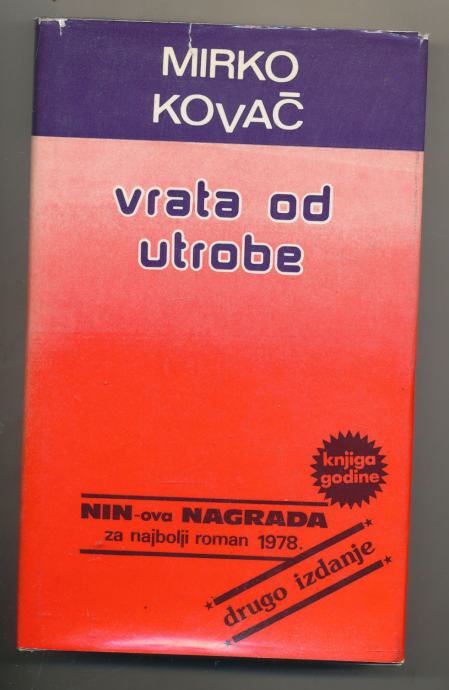 MIRKO
KOVAČ
vrata od
utrobe
knjiga
godine
NIN-ova NAGRADA
za najbolji roman 1978.
drugo izdanje